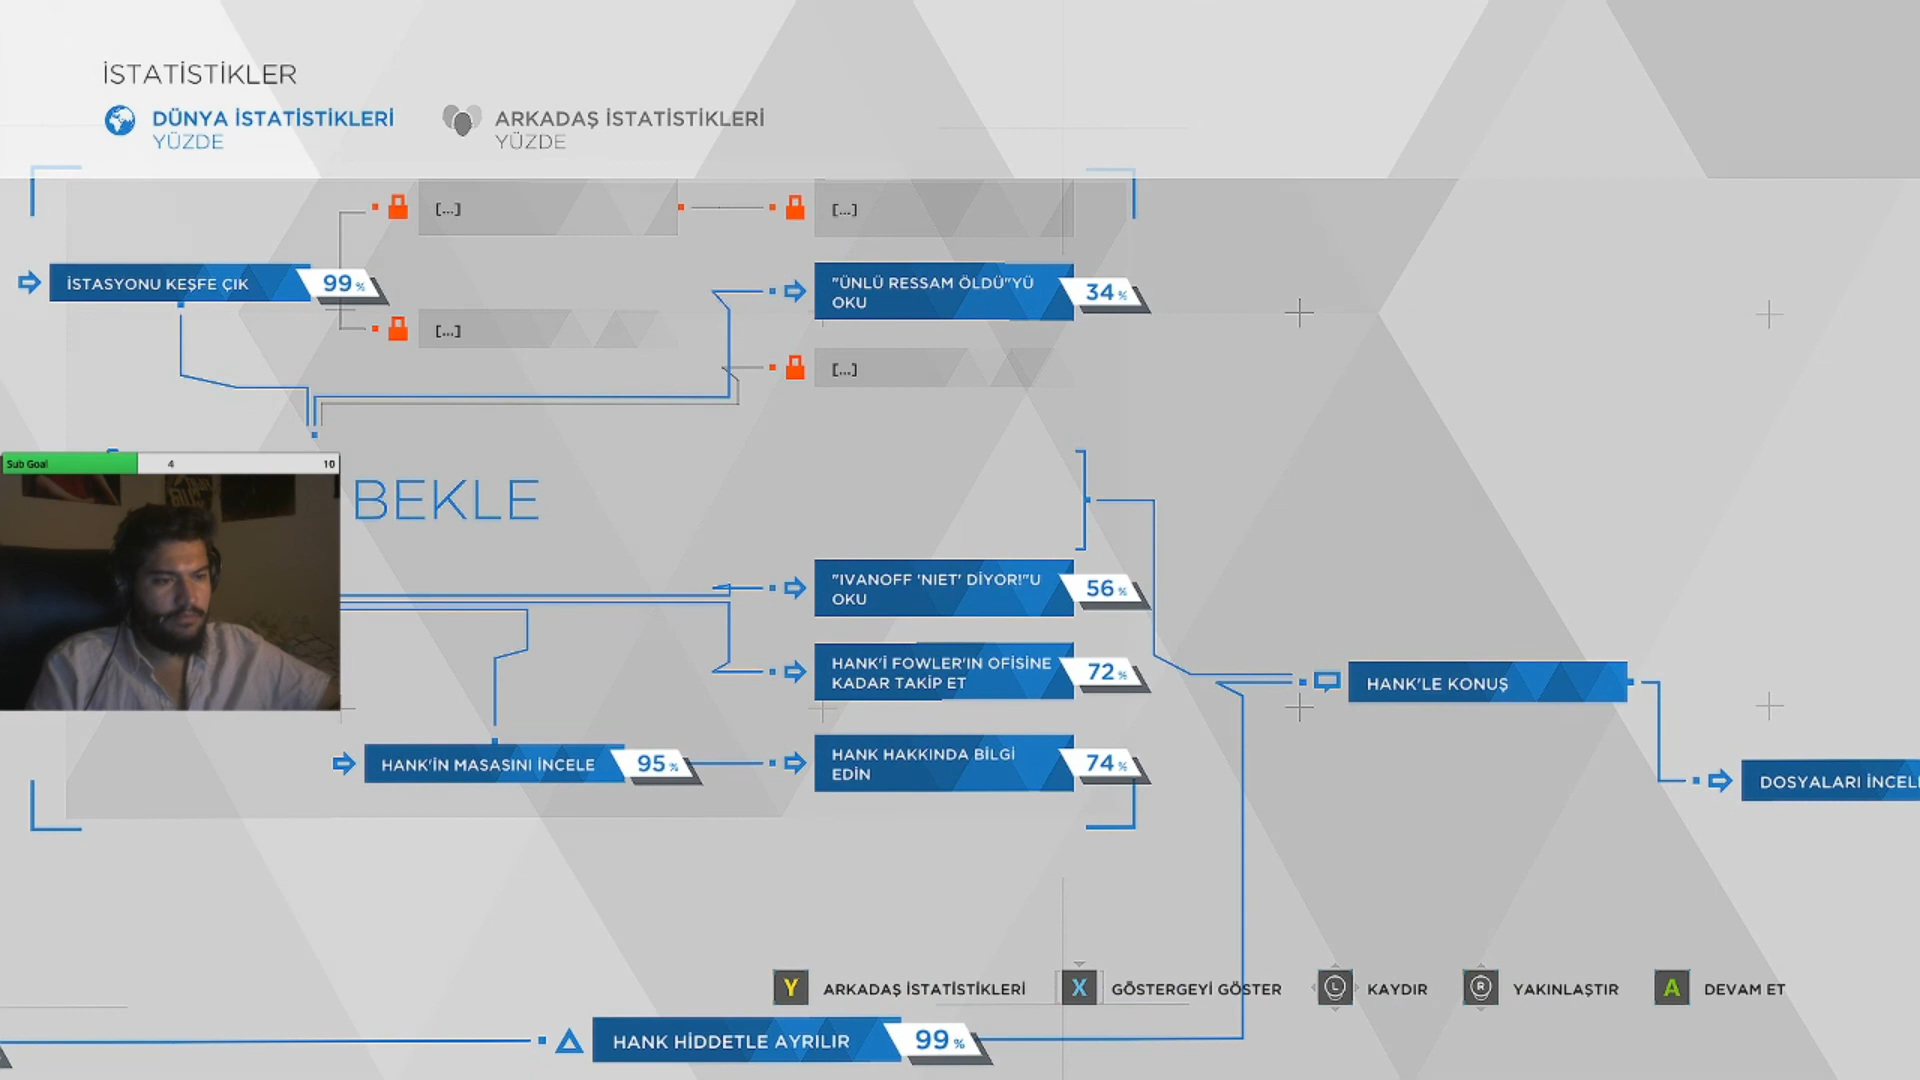 İSTATİSTİKLER
DÜNYA İSTATİSTİKLERİ
YÜZDE
ARKADAŞ İSTATİSTİKLERİ
YÜZDE
[...]
[...]
İSTASYONU KEŞFE ÇIK
99%
"ÜNLÜ RESSAM ÖLDÜ"YÜ
OKU
34%
[...]
[...]
Sub Goal 4 10
BEKLE
"IVANOFF 'NIET' DİYOR!"U
OKU
56%
HANK'İ FOWLER'IN OFİSİNE
KADAR TAKİP ET
72%
HANK'LE KONUŞ
HANK'İN MASASINI İNCELE
95%
HANK HAKKINDA BİLGİ
EDİN
74%
DOSYALARI İNCELE
Y ARKADAŞ İSTATİSTİKLERİ
X GÖSTERGEYİ GÖSTER
L KAYDIR
R YAKINLAŞTIR
A DEVAM ET
HANK HİDDETLE AYRILIR
99%